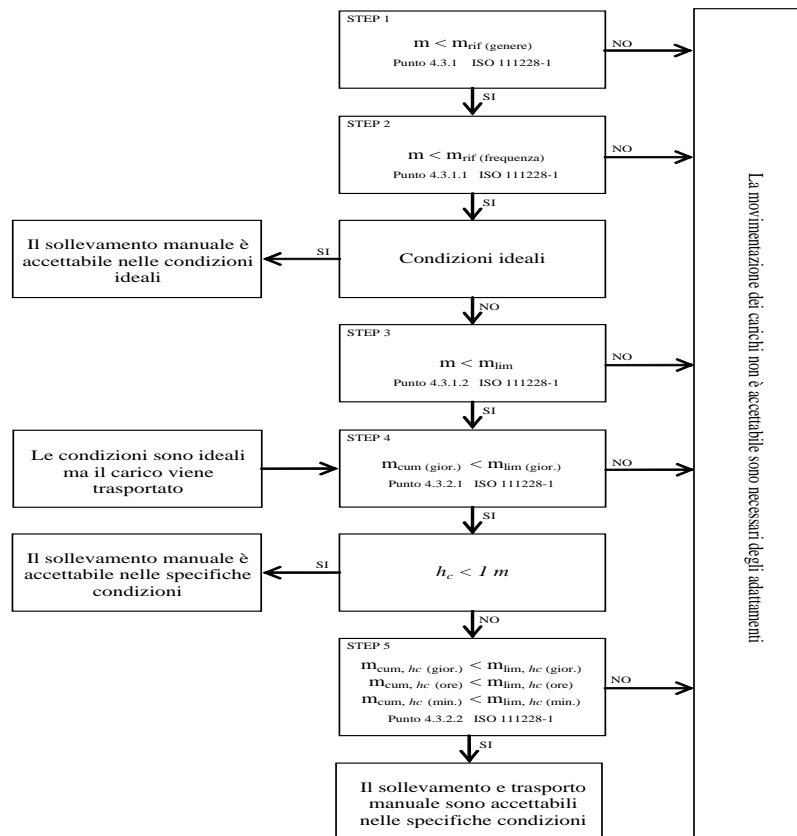 STEP 1
m < mrif (genere)
Punto 4.3.1 ISO 111228-1
NO
SI
STEP 2
m < mrif (frequenza)
Punto 4.3.1.1 ISO 111228-1
NO
SI
Il sollevamento manuale è
accettabile nelle condizioni
ideali
SI
Condizioni ideali
NO
STEP 3
m < mlim
Punto 4.3.1.2 ISO 111228-1
NO
SI
Le condizioni sono ideali
ma il carico viene
trasportato
STEP 4
mcum (gior.) < mlim (gior.)
Punto 4.3.2.1 ISO 111228-1
NO
SI
Il sollevamento manuale è
accettabile nelle specifiche
condizioni
SI
hc < 1 m
NO
STEP 5
mcum, hc (gior.) < mlim, hc (gior.)
mcum, hc (ore) < mlim, hc (ore)
mcum, hc (min.) < mlim, hc (min.)
Punto 4.3.2.2 ISO 111228-1
NO
SI
Il sollevamento e trasporto
manuale sono accettabili
nelle specifiche condizioni
La movimentazione dei carichi non è accettabile sono necessari degli adattamenti